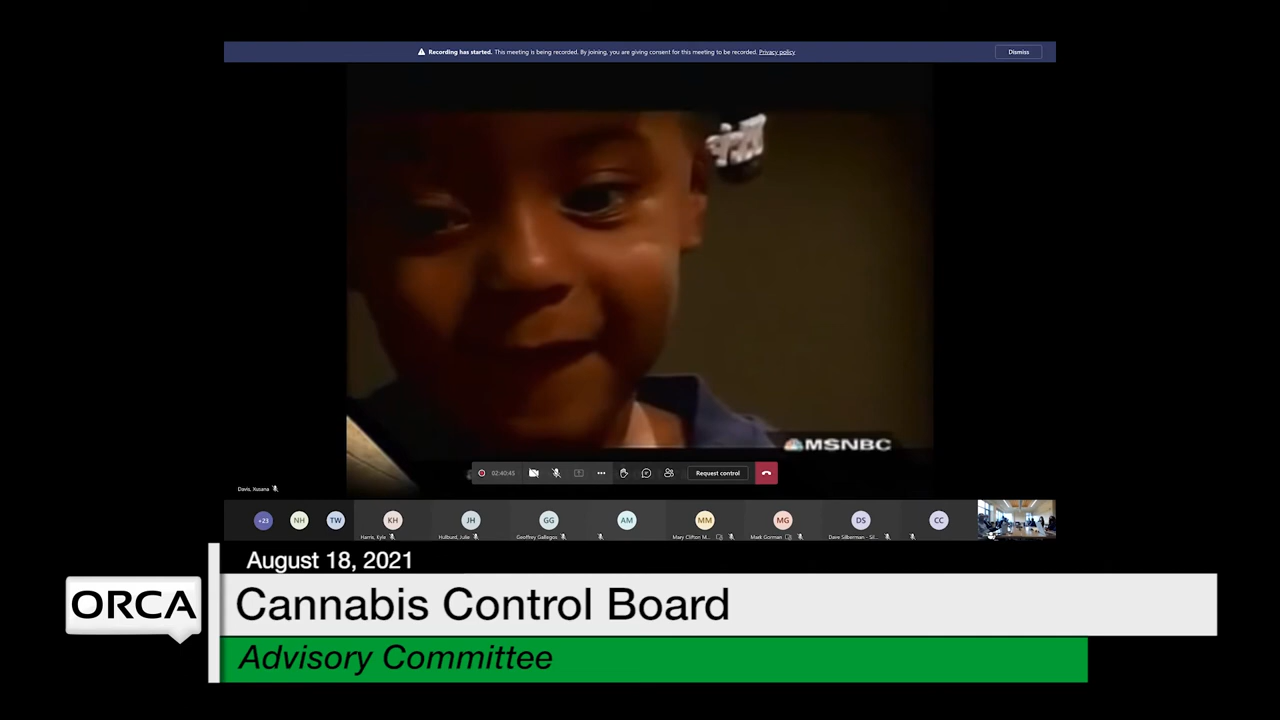 Recording has started. This meeting is being recorded. By joining, you are giving consent for this meeting to be recorded. Privacy policy
Dismiss
MSNBC
02:40:45
Request control
Davis, Xusana
+23
NH
TW
KH
JH
GG
AM
MM
MG
DS
CC
Harris, Kyle
Hulburd, Julie
Geoffrey Gallegos
Mary Clifton M...
Mark Gorman
Dave Silberman - Sil...
August 18, 2021
ORCA
Cannabis Control Board
Advisory Committee